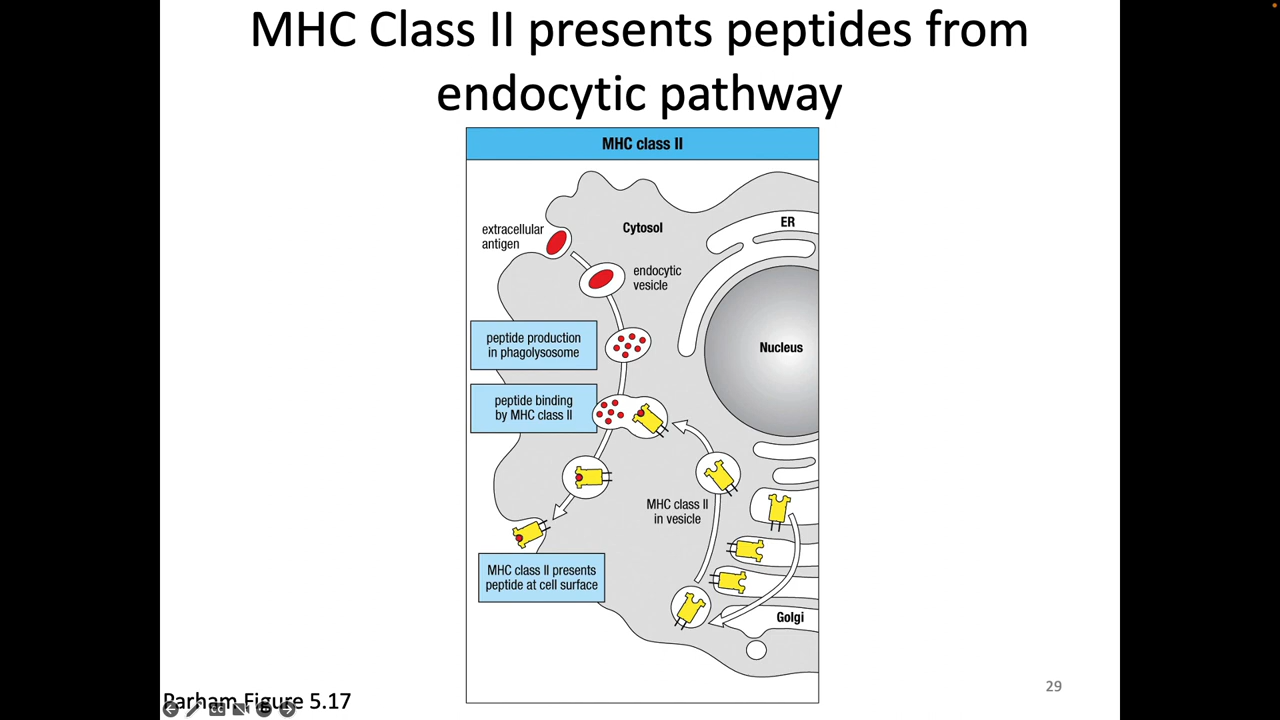 MHC Class II presents peptides from
endocytic pathway
MHC class II
extracellular
antigen
Cytosol
ER
endocytic
vesicle
peptide production
in phagolysosome
Nucleus
peptide binding
by MHC class II
MHC class II
in vesicle
MHC class II presents
peptide at cell surface
Golgi
Parham Figure 5.17
29